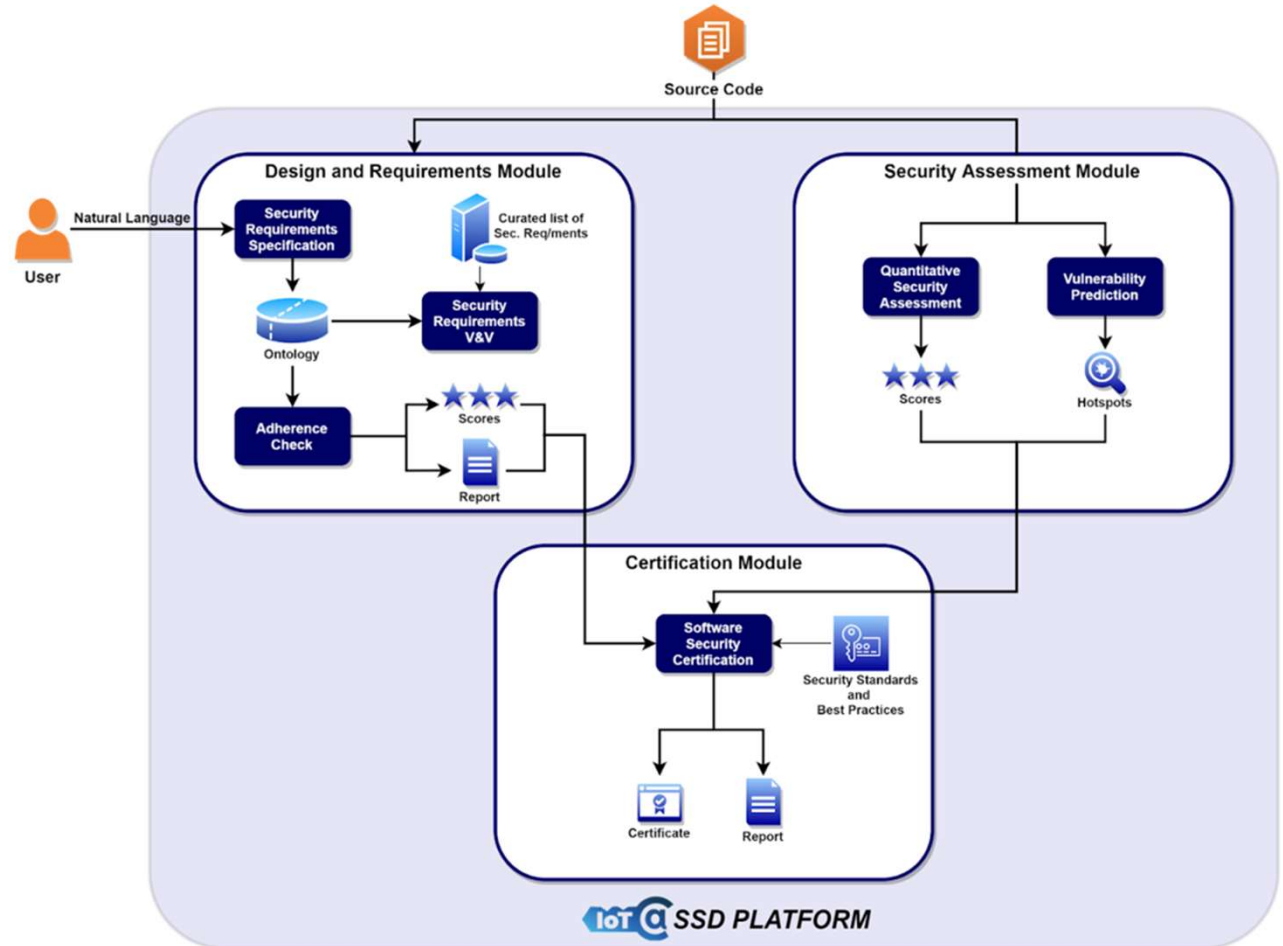 Source Code
Design and Requirements Module
Security Assessment Module
Natural Language
User
Security
Requirements
Specification
Curated list of
Sec. Req/ments
Ontology
Security
Requirements
V&V
Adherence
Check
Scores
Report
Quantitative
Security
Assessment
Vulnerability
Prediction
Scores
Hotspots
Certification Module
Software
Security
Certification
Security Standards
and
Best Practices
Certificate
Report
IoT@ SSD PLATFORM